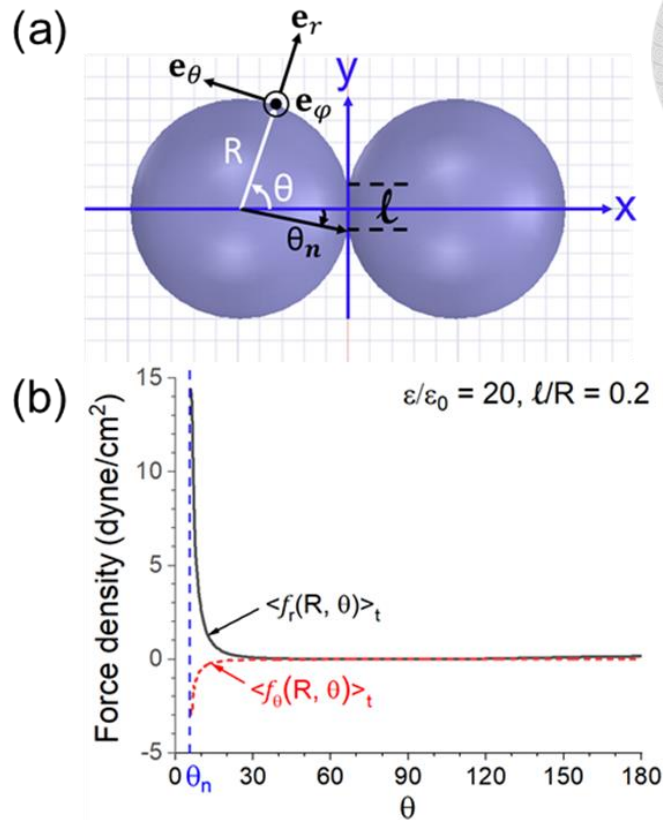 (a)
e_r
e_θ
e_φ
y
R
θ
ℓ
x
θ_n
(b)
ε/ε₀ = 20, ℓ/R = 0.2
Force density (dyne/cm²)
15
10
5
0
-5
<f_r(R, θ)>_t
<f_θ(R, θ)>_t
0 θ_n 30 60 90 120 150 180
θ